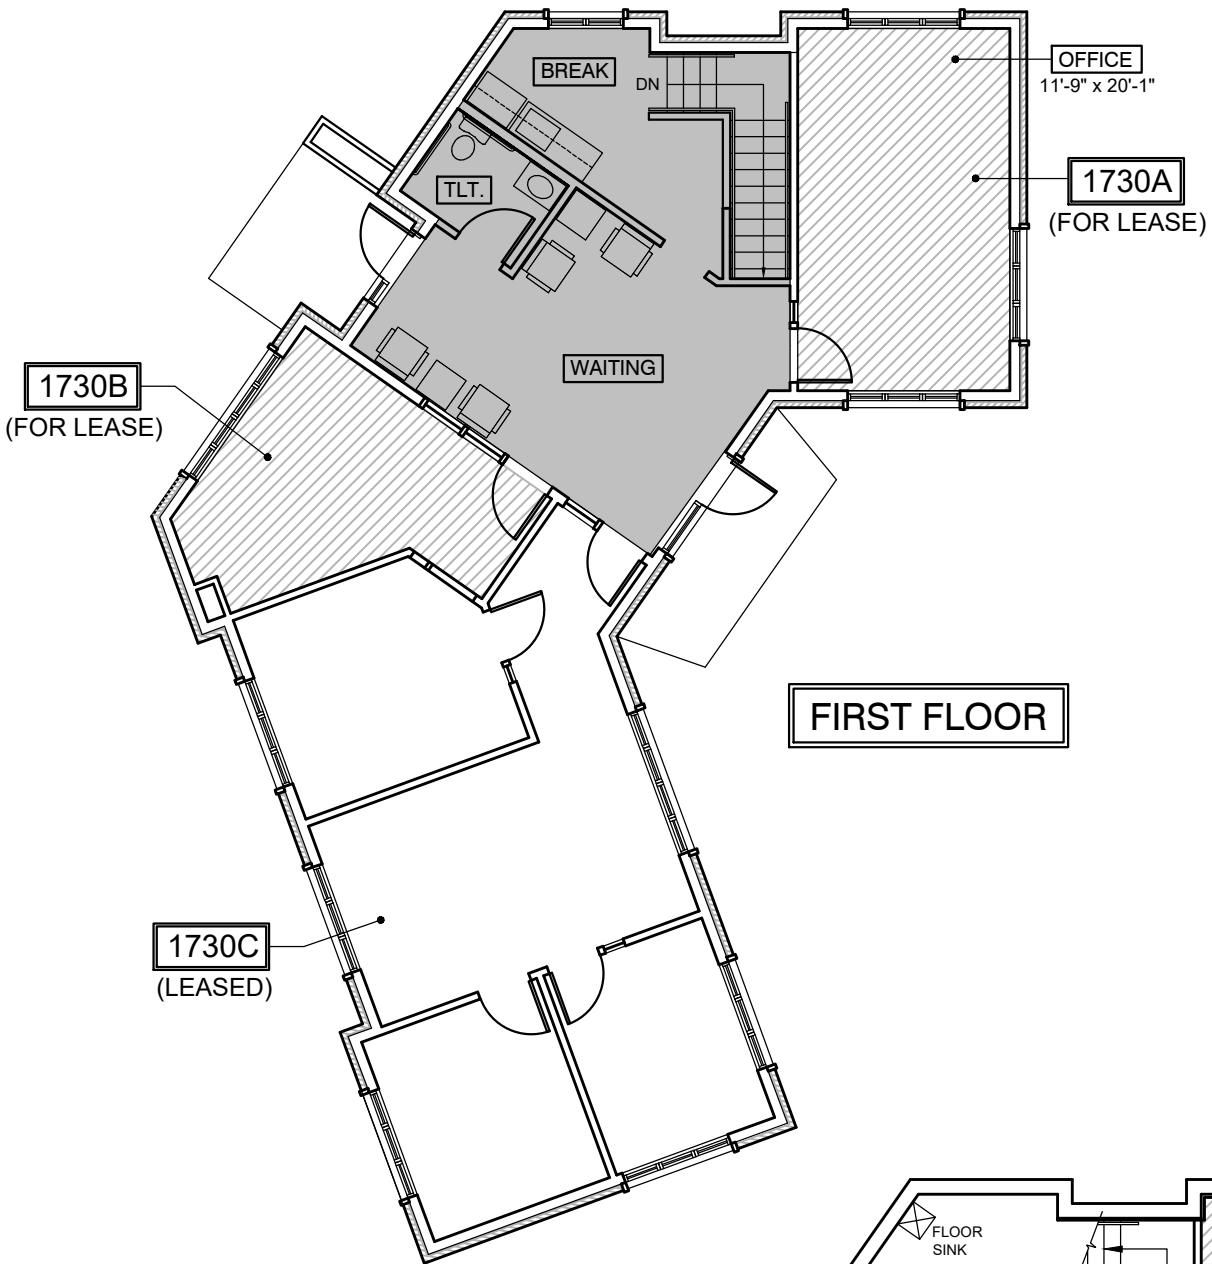 BREAK
DN
OFFICE
11'-9" x 20'-1"
TLT.
1730A
(FOR LEASE)
WAITING
1730B
(FOR LEASE)
FIRST FLOOR
1730C
(LEASED)
FLOOR
SINK